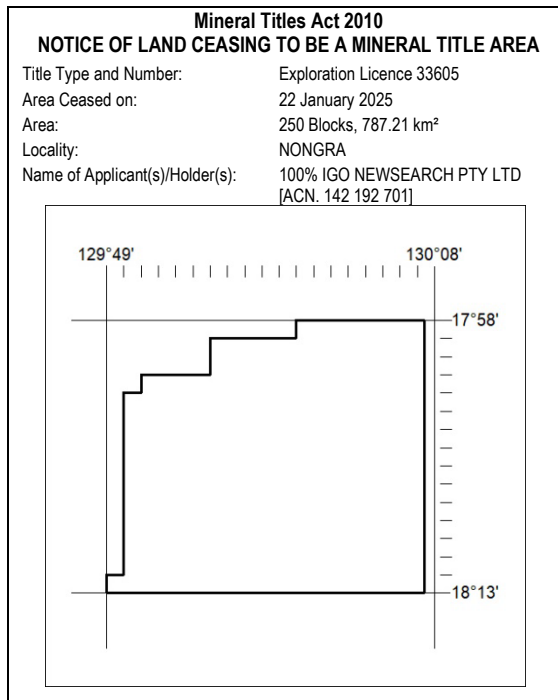 Mineral Titles Act 2010
NOTICE OF LAND CEASING TO BE A MINERAL TITLE AREA
Title Type and Number: Exploration Licence 33605
Area Ceased on: 22 January 2025
Area: 250 Blocks, 787.21 km²
Locality: NONGRA
Name of Applicant(s)/Holder(s): 100% IGO NEWSEARCH PTY LTD
[ACN. 142 192 701]
129°49' 130°08'
17°58'
18°13'